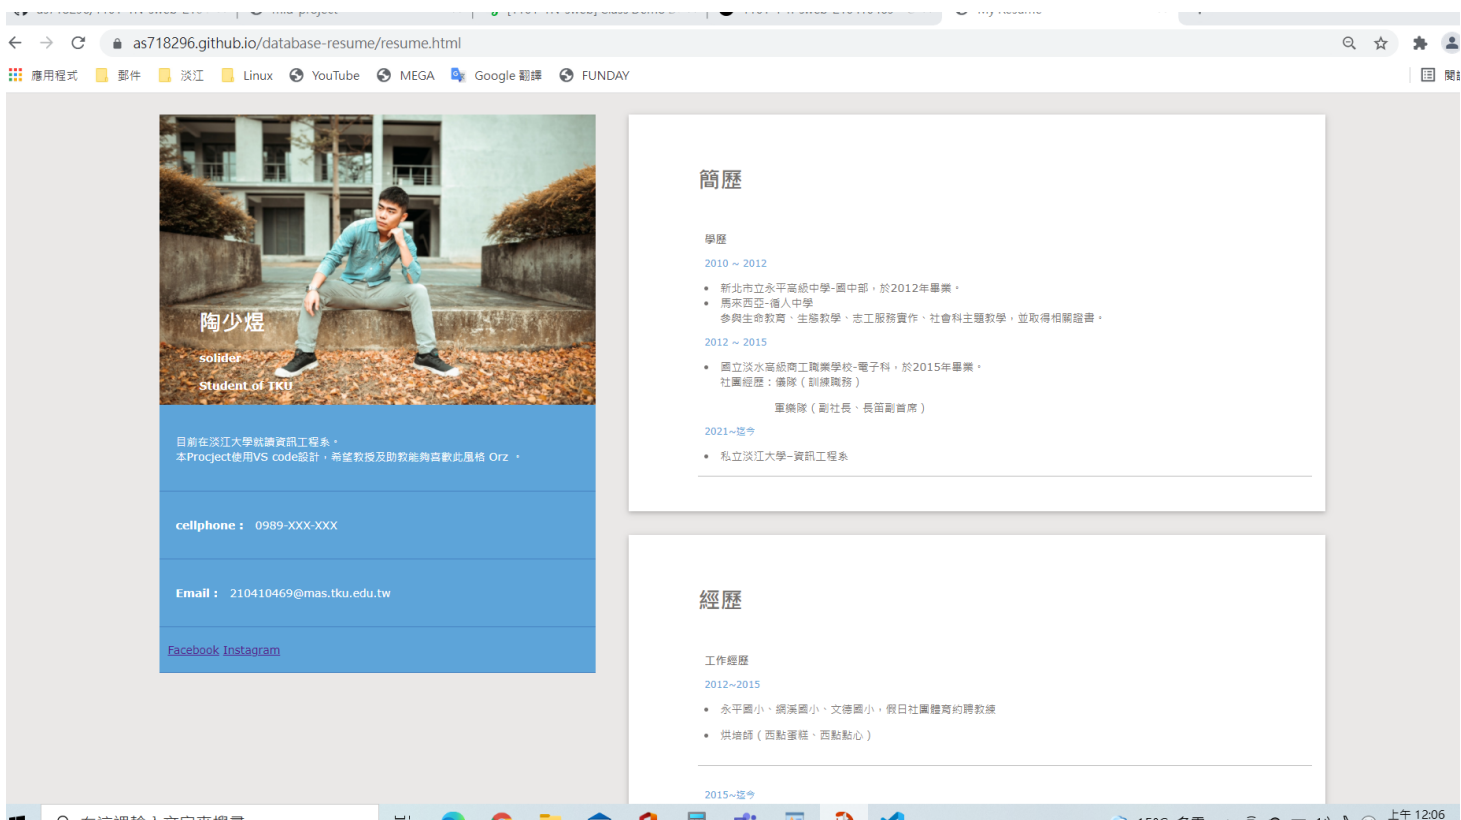 as718296.github.io/database-resume/resume.html
應用程式 郵件 淡江 Linux YouTube MEGA Google 翻譯 FUNDAY
陶少煜
solider
Student of TKU
目前在淡江大學就讀資訊工程系。
本Procject使用VS code設計，希望教授及助教能夠喜歡此風格 Orz 。
cellphone： 0989-XXX-XXX
Email： 210410469@mas.tku.edu.tw
Facebook Instagram
簡歷
學歷
2010 ~ 2012
新北市立永平高級中學-國中部，於2012年畢業。
馬來西亞-循人中學
參與生命教育、生態教學、志工服務實作、社會科主題教學，並取得相關證書。
2012 ~ 2015
國立淡水高級商工職業學校-電子科，於2015年畢業。
社團經歷：儀隊（訓練職務）
軍樂隊（副社長、長笛副首席）
2021~迄今
私立淡江大學–資訊工程系
經歷
工作經歷
2012~2015
永平國小、網溪國小、文德國小，假日社團體育約聘教練
烘培師（西點蛋糕、西點點心）
2015~迄今
上午 12:06